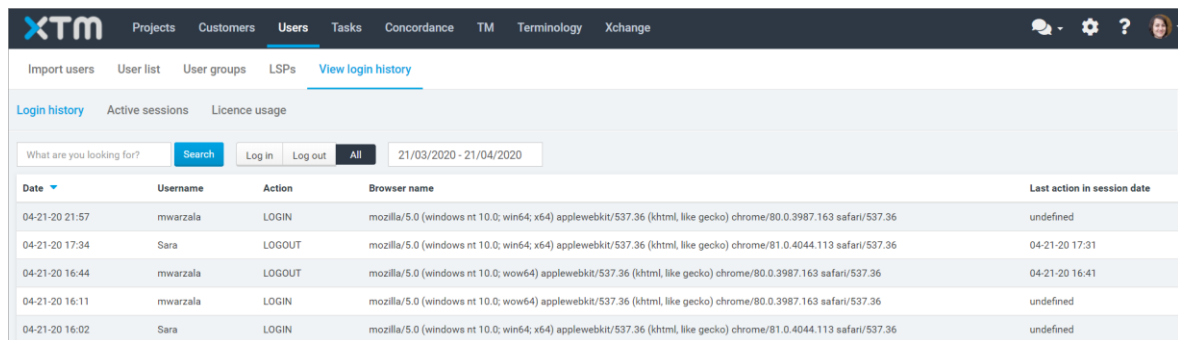 XTM Projects Customers Users Tasks Concordance TM Terminology Xchange ?
Import users User list User groups LSPs View login history
Login history Active sessions Licence usage
What are you looking for? Search Log in Log out All 21/03/2020 - 21/04/2020
Date Username Action Browser name Last action in session date
04-21-20 21:57 mwarzala LOGIN mozilla/5.0 (windows nt 10.0; win64; x64) applewebkit/537.36 (khtml, like gecko) chrome/80.0.3987.163 safari/537.36 undefined
04-21-20 17:34 Sara LOGOUT mozilla/5.0 (windows nt 10.0; win64; x64) applewebkit/537.36 (khtml, like gecko) chrome/81.0.4044.113 safari/537.36 04-21-20 17:31
04-21-20 16:44 mwarzala LOGOUT mozilla/5.0 (windows nt 10.0; wow64) applewebkit/537.36 (khtml, like gecko) chrome/80.0.3987.163 safari/537.36 04-21-20 16:41
04-21-20 16:11 mwarzala LOGIN mozilla/5.0 (windows nt 10.0; wow64) applewebkit/537.36 (khtml, like gecko) chrome/80.0.3987.163 safari/537.36 undefined
04-21-20 16:02 Sara LOGIN mozilla/5.0 (windows nt 10.0; win64; x64) applewebkit/537.36 (khtml, like gecko) chrome/81.0.4044.113 safari/537.36 undefined